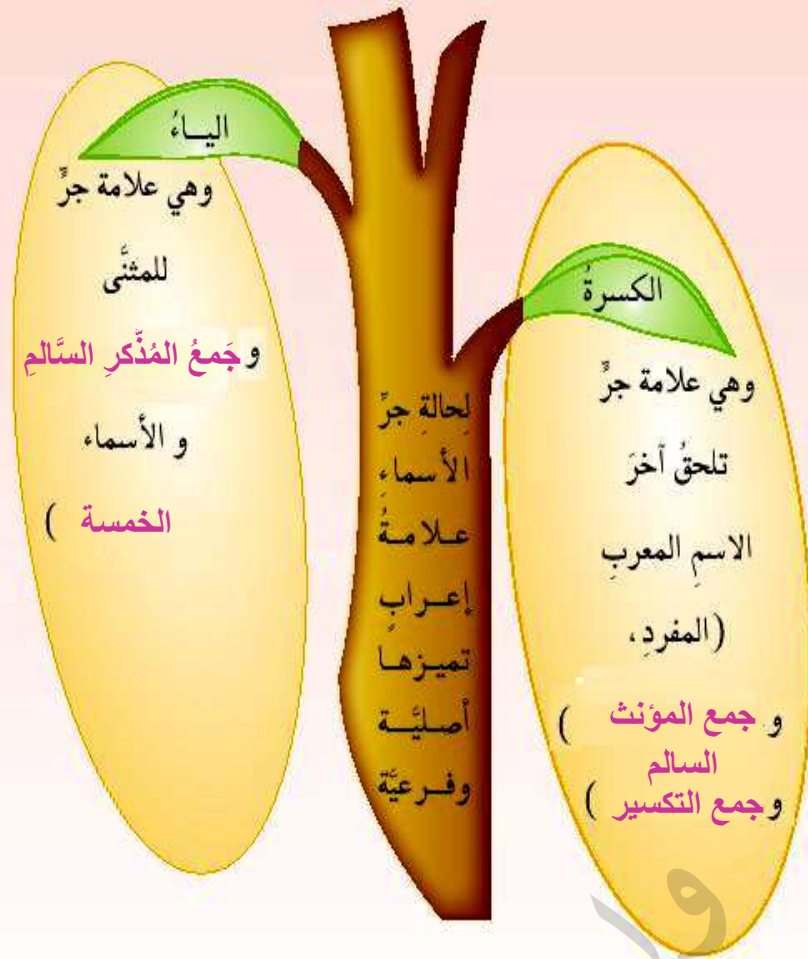 الكسرةُ
وهي علامة جرٍّ
تلحقُ آخرَ
الاسمِ المعربِ
(المفردِ،
و جمع المؤنث )
السالم
وجمع التكسير )
لِحالةِ جرِّ
الأسماءِ
علامةُ
إعرابٍ
تميزها
أصليَّة
وفرعيَّة
الياءُ
وهي علامة جرٍّ
للمثنَّى
وجَمعُ المُذّكرِ السَّالمِ
و الأسماء
الخمسة )